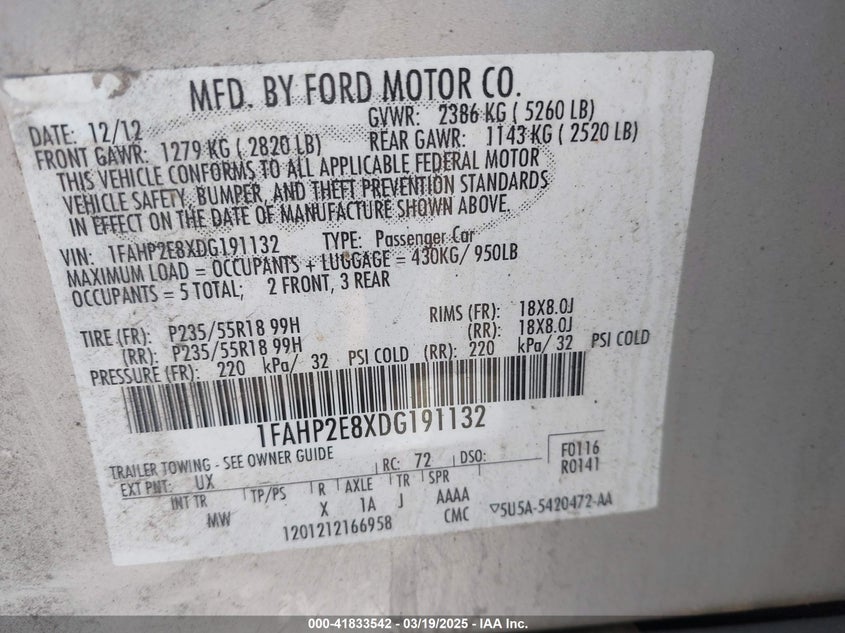 MFD. BY FORD MOTOR CO.
DATE: 12/12 GVWR: 2386 KG ( 5260 LB)
FRONT GAWR: 1279 KG ( 2820 LB) REAR GAWR: 1143 KG ( 2520 LB)
THIS VEHICLE CONFORMS TO ALL APPLICABLE FEDERAL MOTOR
VEHICLE SAFETY, BUMPER, AND THEFT PREVENTION STANDARDS
IN EFFECT ON THE DATE OF MANUFACTURE SHOWN ABOVE.
VIN: 1FAHP2E8XDG191132 TYPE: Passenger Car
MAXIMUM LOAD = OCCUPANTS + LUGGAGE = 430KG/ 950LB
OCCUPANTS = 5 TOTAL; 2 FRONT, 3 REAR
TIRE (FR): P235/55R18 99H RIMS (FR): 18X8.0J
(RR): P235/55R18 99H (RR): 18X8.0J
PRESSURE (FR): 220 kPa/ 32 PSI COLD (RR): 220 kPa/ 32 PSI COLD
1FAHP2E8XDG191132
TRAILER TOWING - SEE OWNER GUIDE F0116
EXT PNT: UX RC: 72 DSO: R0141
INT TR TP/PS R AXLE TR SPR
MW X 1A J AAAA
1201212166958 CMC ▽5U5A-5420472-AA
000-41833542 - 03/19/2025 - IAA Inc.